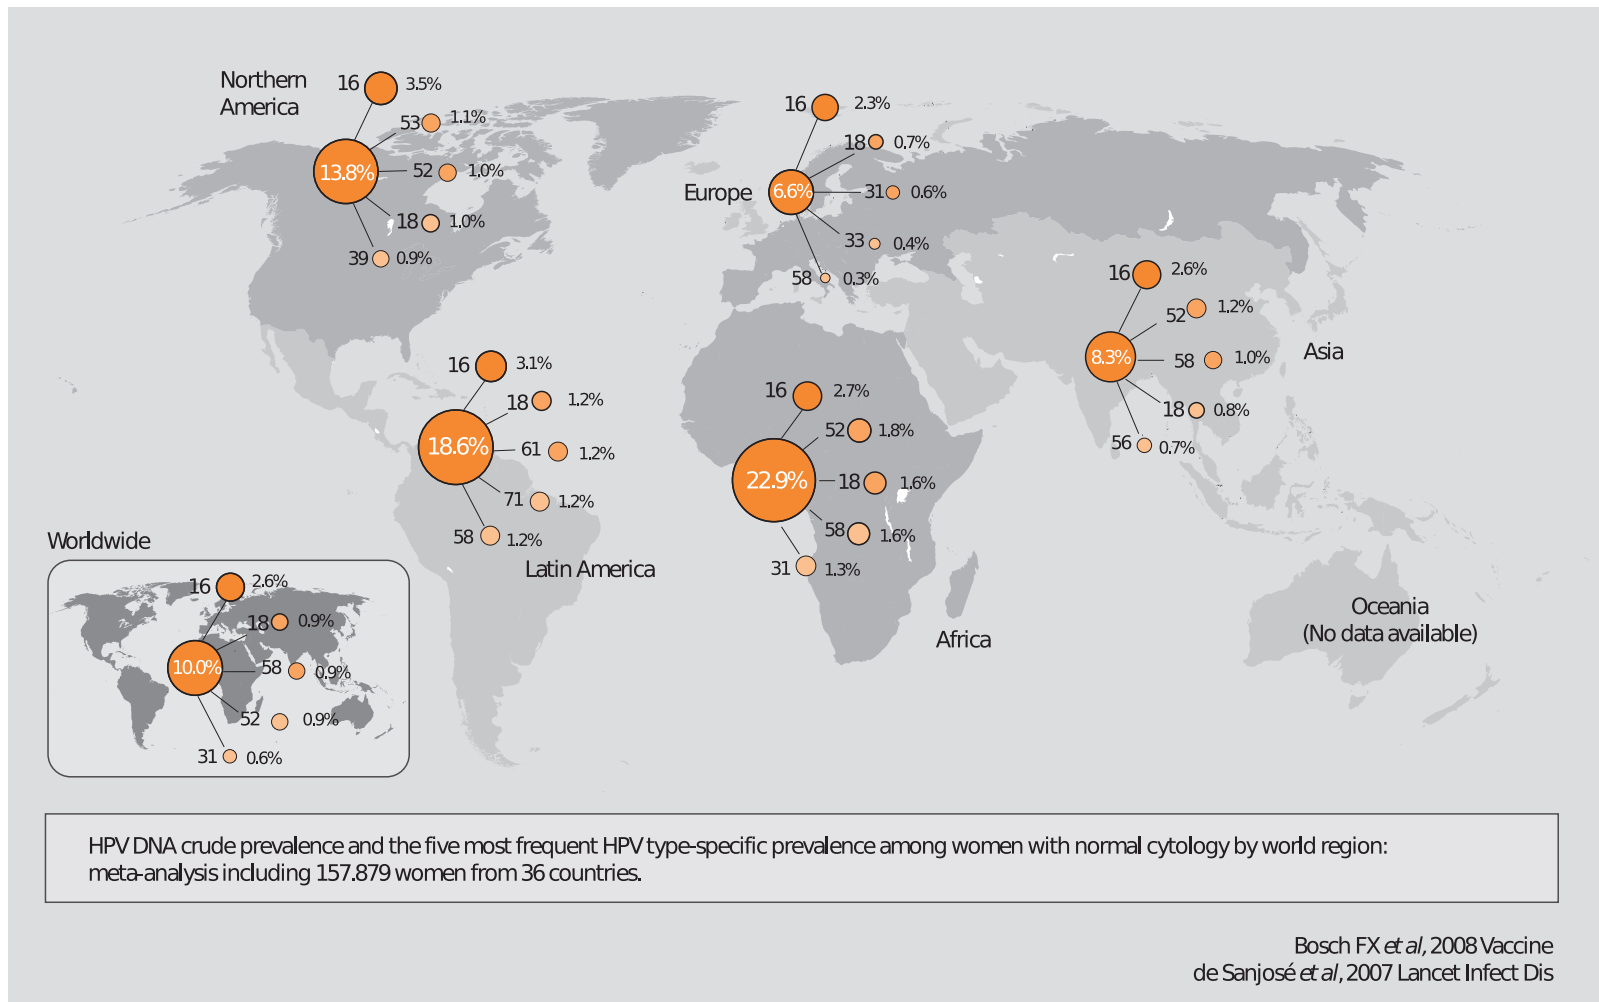 Northern
America
16 3.5%
53 1.1%
13.8%
52 1.0%
18 1.0%
39 0.9%
Europe
16 2.3%
18 0.7%
6.6%
31 0.6%
33 0.4%
58 0.3%
Asia
16 2.6%
52 1.2%
8.3%
58 1.0%
18 0.8%
56 0.7%
16 3.1%
18 1.2%
18.6%
61 1.2%
71 1.2%
58 1.2%
Latin America
16 2.7%
52 1.8%
22.9%
18 1.6%
58 1.6%
31 1.3%
Africa
Oceania
(No data available)
Worldwide
16 2.6%
18 0.9%
10.0%
58 0.9%
52 0.9%
31 0.6%
HPV DNA crude prevalence and the five most frequent HPV type-specific prevalence among women with normal cytology by world region:
meta-analysis including 157.879 women from 36 countries.
Bosch FX et al, 2008 Vaccine
de Sanjosé et al, 2007 Lancet Infect Dis